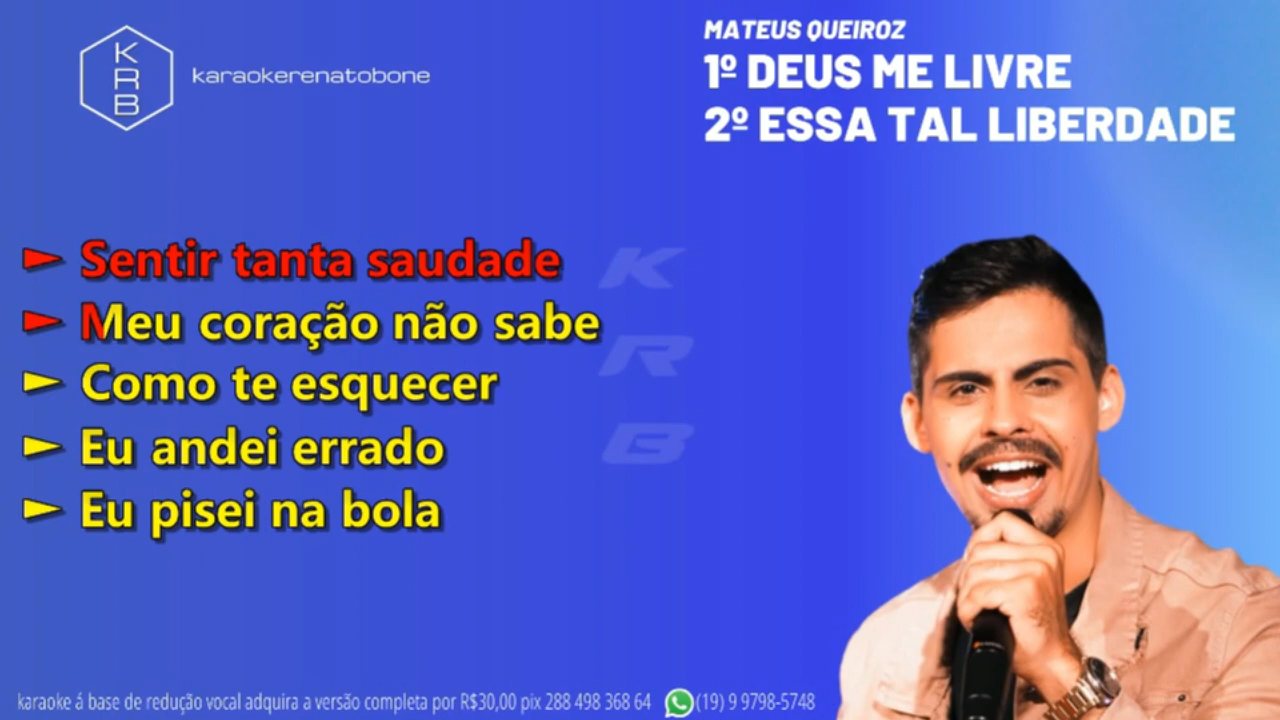 KRB
karaokerenatobone
MATEUS QUEIROZ
1º DEUS ME LIVRE
2º ESSA TAL LIBERDADE
► Sentir tanta saudade
► Meu coração não sabe
► Como te esquecer
► Eu andei errado
► Eu pisei na bola
K
R
B
karaoke á base de redução vocal adquira a versão completa por R$30,00 pix 288 498 368 64 (19) 9 9798-5748